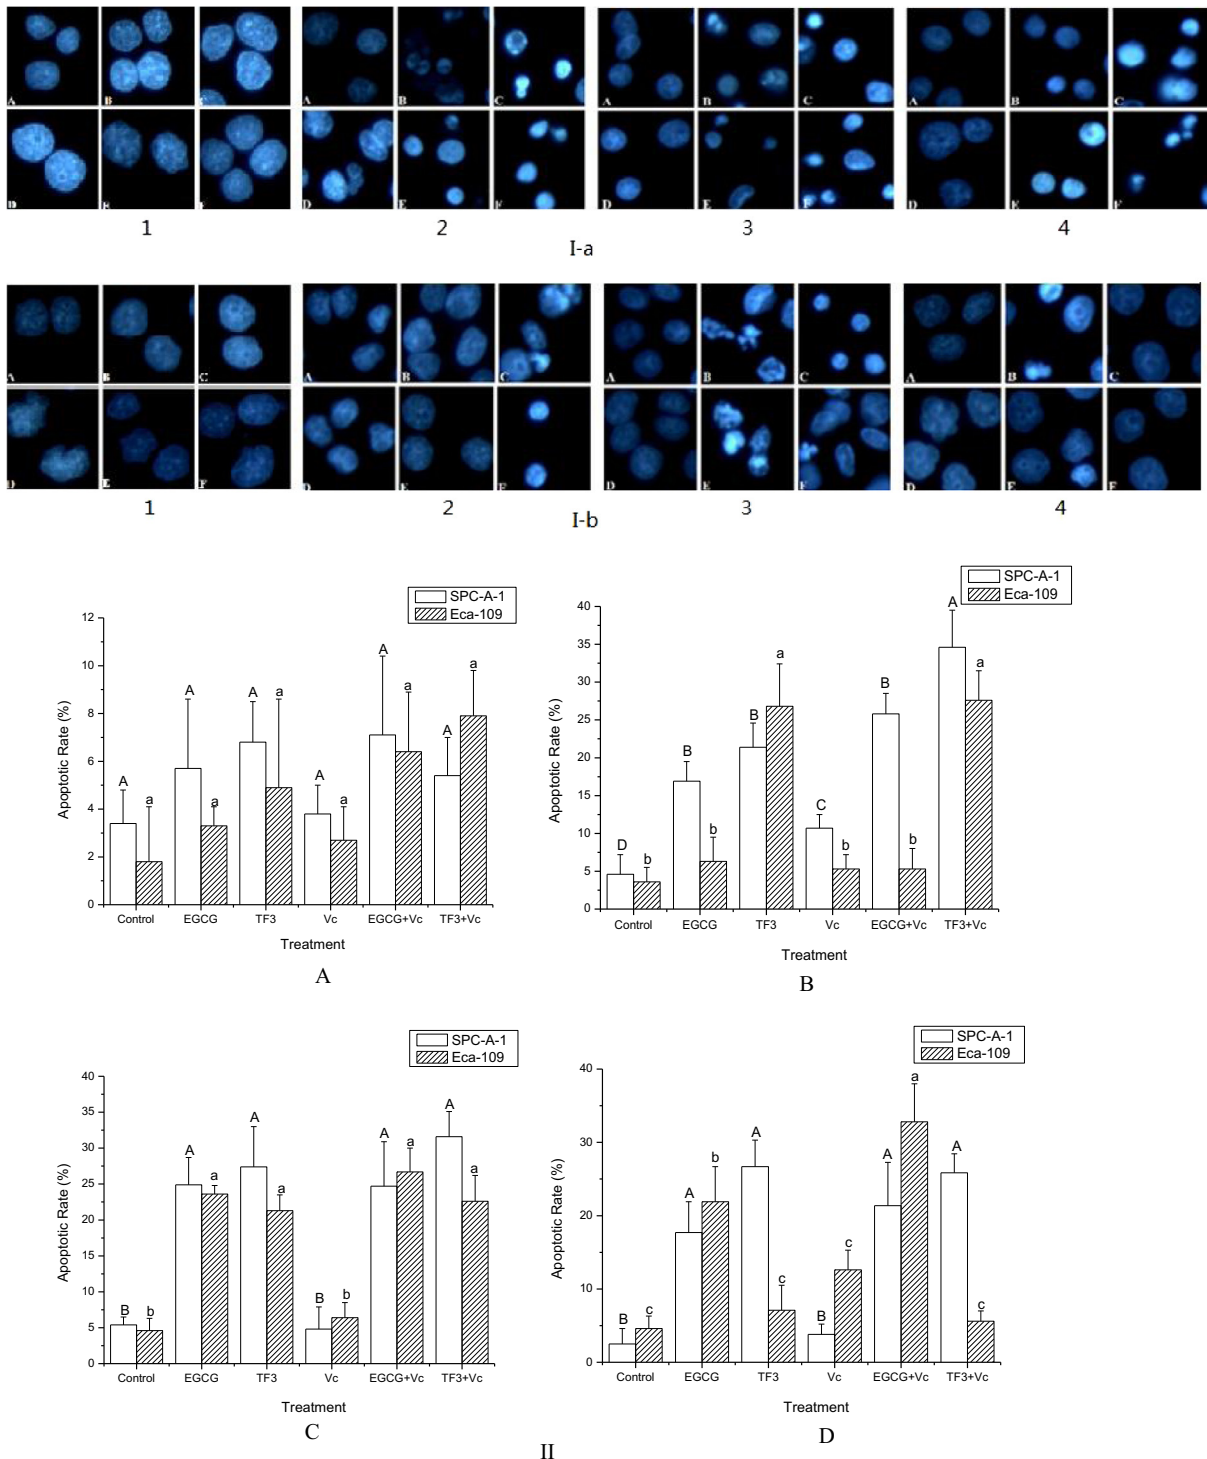 A B C A B C A B C A B C
D E F D E F D E F D E F
1 2 3 4
I-a
A B C A B C A B C A B C
D E F D E F D E F D E F
1 2 3 4
I-b
SPC-A-1
Eca-109
12
10
8
6
4
2
0
Apoptotic Rate (%)
A a A a A a A a A a A a
Control EGCG TF3 Vc EGCG+Vc TF3+Vc
Treatment
A
SPC-A-1
Eca-109
40
35
30
25
20
15
10
5
0
Apoptotic Rate (%)
D b B b B a C b B b A a
Control EGCG TF3 Vc EGCG+Vc TF3+Vc
Treatment
B
SPC-A-1
Eca-109
40
35
30
25
20
15
10
5
0
Apoptotic Rate (%)
B b A a A a B b A a A a
Control EGCG TF3 Vc EGCG+Vc TF3+Vc
Treatment
C
SPC-A-1
Eca-109
40
30
20
10
0
Apoptotic Rate (%)
B c A b A c B c A a A c
Control EGCG TF3 Vc EGCG+Vc TF3+Vc
Treatment
D
II